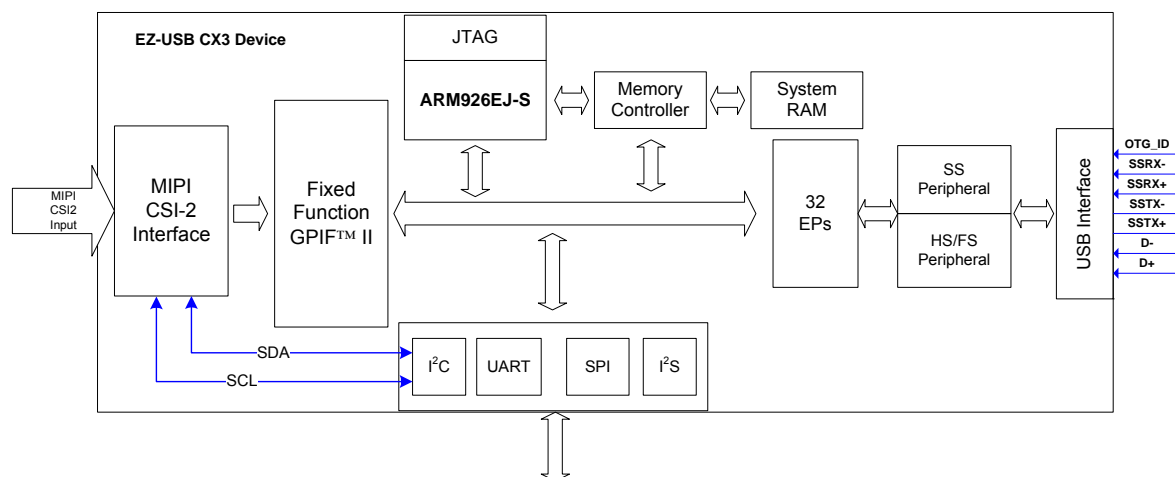 EZ-USB CX3 Device
JTAG
ARM926EJ-S
Memory
Controller
System
RAM
MIPI
CSI2
Input
MIPI
CSI-2
Interface
Fixed
Function
GPIF™ II
32
EPs
SS
Peripheral
HS/FS
Peripheral
USB Interface
OTG_ID
SSRX-
SSRX+
SSTX-
SSTX+
D-
D+
SDA
SCL
I²C
UART
SPI
I²S